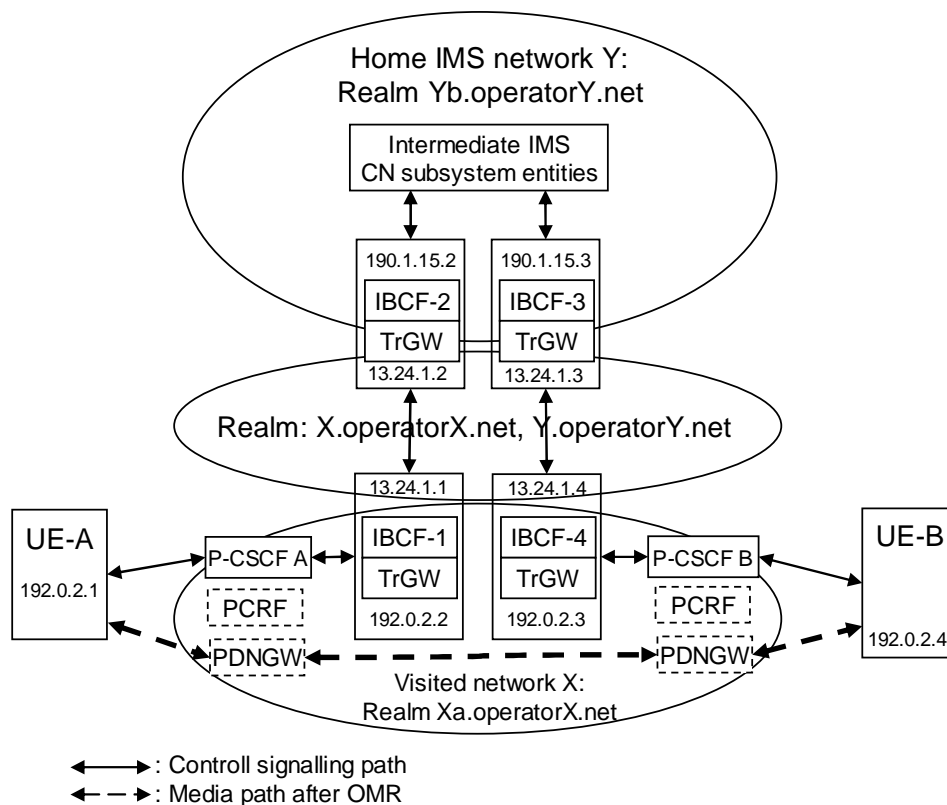 Home IMS network Y:
Realm Yb.operatorY.net
Intermediate IMS
CN subsystem entities
190.1.15.2
190.1.15.3
IBCF-2
IBCF-3
TrGW
TrGW
13.24.1.2
13.24.1.3
Realm: X.operatorX.net, Y.operatorY.net
13.24.1.1
13.24.1.4
UE-A
192.0.2.1
P-CSCF A
IBCF-1
IBCF-4
P-CSCF B
UE-B
192.0.2.4
PCRF
TrGW
TrGW
PCRF
192.0.2.2
192.0.2.3
PDNGW
PDNGW
Visited network X:
Realm Xa.operatorX.net
: Controll signalling path
: Media path after OMR